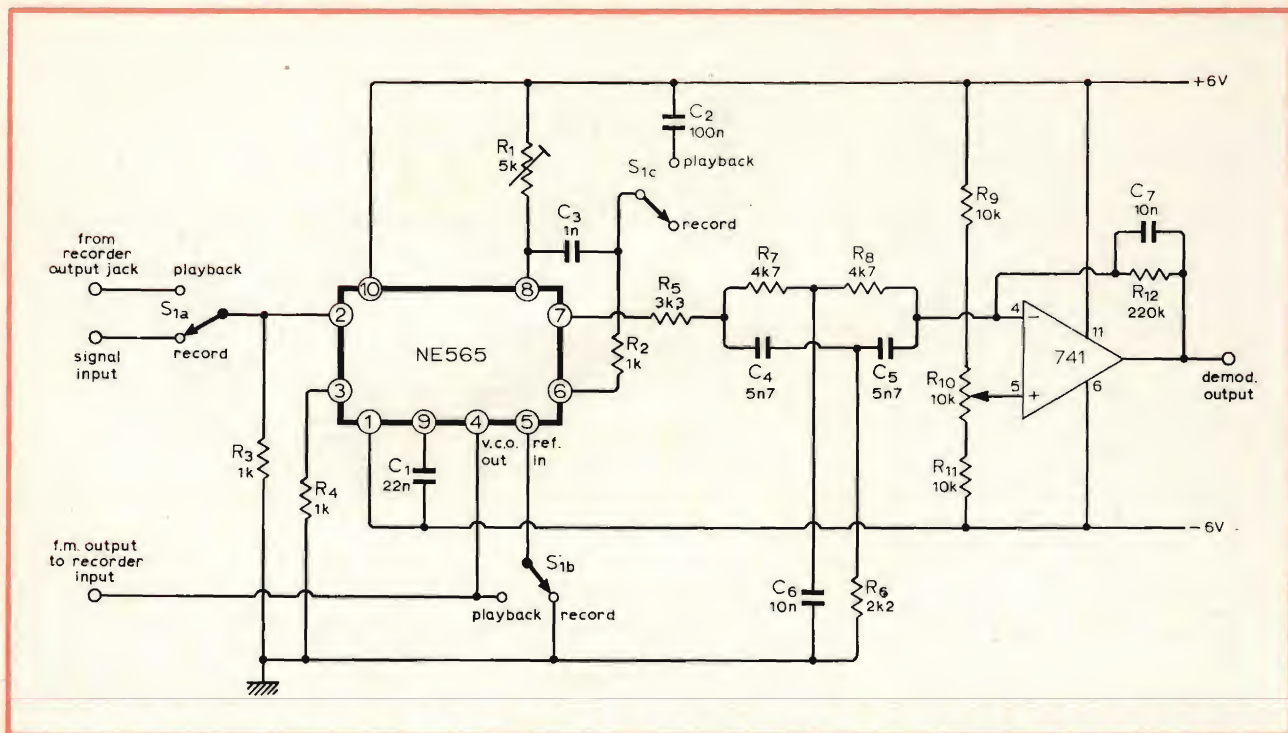 +6V
C2
100n
playback
S1c
record
R1
5k
C3
1n
R9
10k
C7
10n
R12
220k
from
recorder
output jack
playback
S1a
signal
input
record
10
8
2
7
NE565
3
6
1
9
4
5
v.c.o.
out
ref.
in
R5
3k3
R7
4k7
R8
4k7
C4
5n7
C5
5n7
R2
1k
4
−
11
741
5
+
6
demod.
output
R10
10k
R11
10k
R3
1k
R4
1k
C1
22n
−6V
f.m. output
to recorder
input
S1b
playback
record
C6
10n
R6
2k2